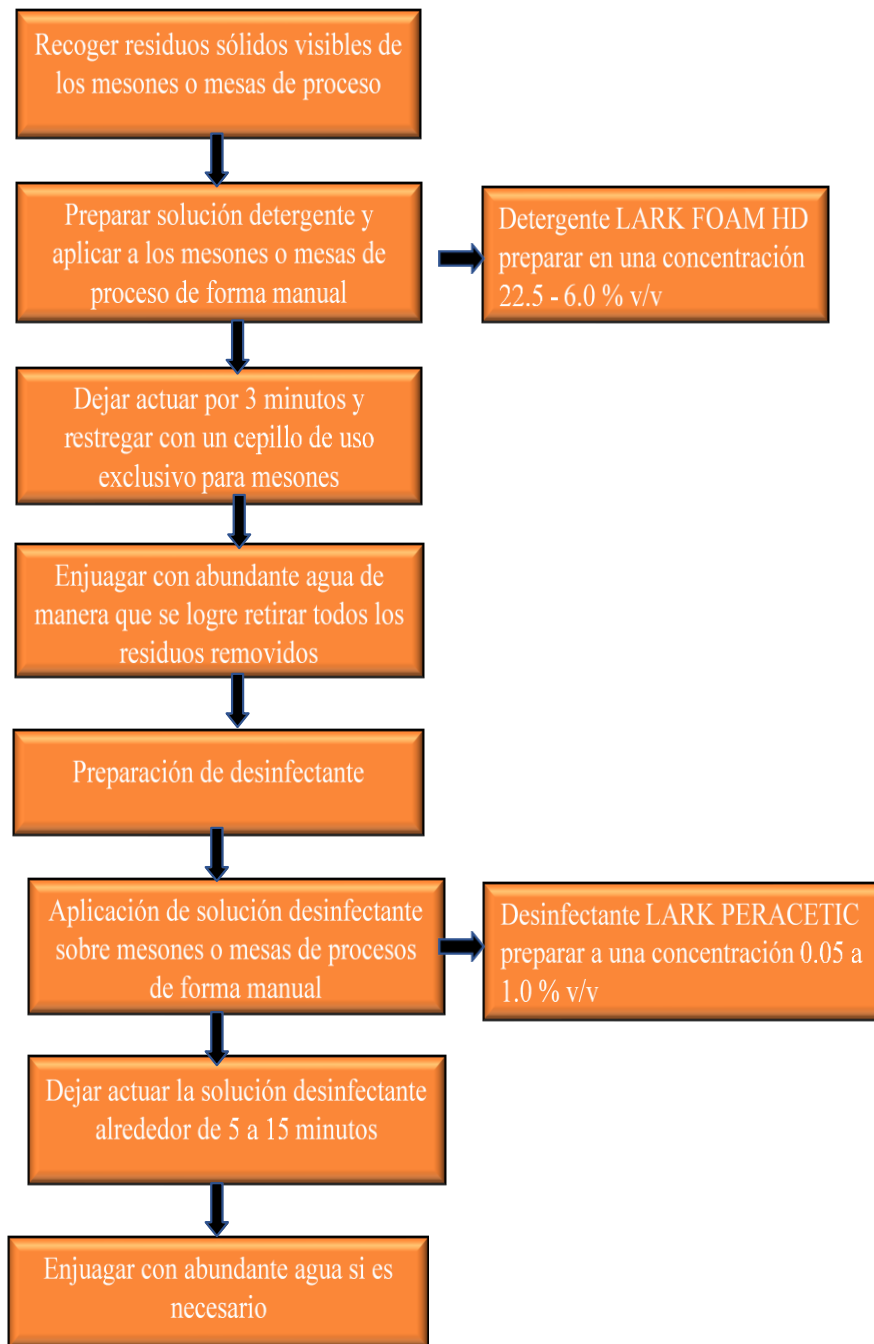 Recoger residuos sólidos visibles de
los mesones o mesas de proceso
Preparar solución detergente y
aplicar a los mesones o mesas de
proceso de forma manual
Detergente LARK FOAM HD
preparar en una concentración
22.5 - 6.0 % v/v
Dejar actuar por 3 minutos y
restregar con un cepillo de uso
exclusivo para mesones
Enjuagar con abundante agua de
manera que se logre retirar todos los
residuos removidos
Preparación de desinfectante
Aplicación de solución desinfectante
sobre mesones o mesas de procesos
de forma manual
Desinfectante LARK PERACETIC
preparar a una concentración 0.05 a
1.0 % v/v
Dejar actuar la solución desinfectante
alrededor de 5 a 15 minutos
Enjuagar con abundante agua si es
necesario